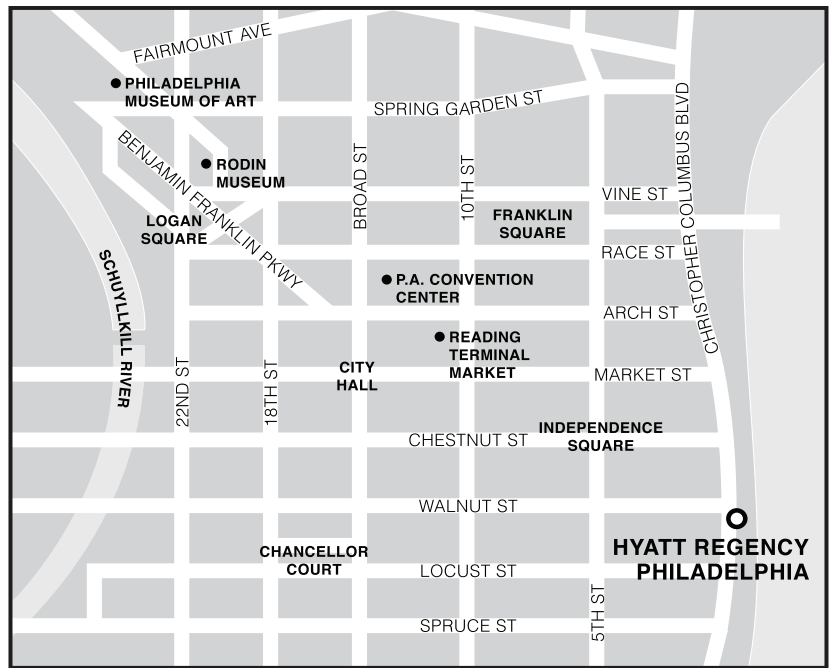 FAIRMOUNT AVE
PHILADELPHIA
MUSEUM OF ART
SPRING GARDEN ST
BENJAMIN FRANKLIN PKWY
RODIN
MUSEUM
BROAD ST
10TH ST
CHRISTOPHER COLUMBUS BLVD
VINE ST
LOGAN
SQUARE
FRANKLIN
SQUARE
RACE ST
SCHUYLKILL RIVER
P.A. CONVENTION
CENTER
ARCH ST
READING
TERMINAL
MARKET
22ND ST
18TH ST
CITY
HALL
MARKET ST
CHESTNUT ST
INDEPENDENCE
SQUARE
WALNUT ST
HYATT REGENCY
PHILADELPHIA
CHANCELLOR
COURT
LOCUST ST
5TH ST
SPRUCE ST